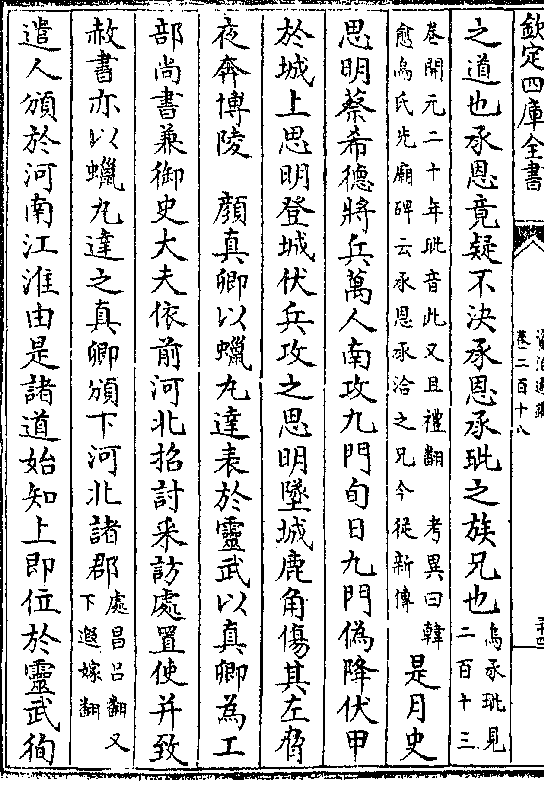 欽定四庫全書
資治通鑑
卷二百十八
之道也承恩竟疑不決承恩承玼之族兄也烏承玼見二百十三
卷開元二十年玼音此又且禮翻 考異曰韓愈烏氏先廟碑云承恩承洽之兄今從新傳 是月史
思明蔡希德將兵萬人南攻九門旬日九門偽降伏甲
於城上思明登城伏兵攻之思明墜城鹿角傷其左脅
夜奔博陵 顏真卿以蠟丸達表於靈武以真卿為工
部尚書兼御史大夫依前河北招討采訪處置使并致
赦書亦以蠟丸達之真卿頒下河北諸郡處昌呂翻又下遐嫁翻
遣人頒於河南江淮由是諸道始知上即位於靈武徇